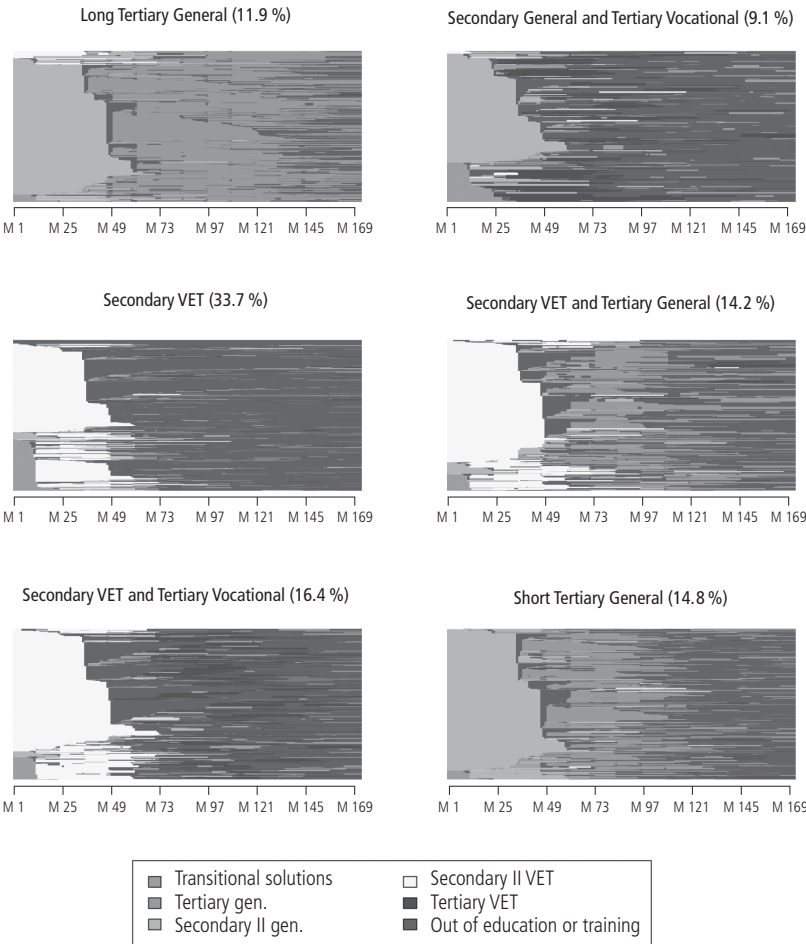 Long Tertiary General (11.9 %)
Secondary General and Tertiary Vocational (9.1 %)
M 1 M 25 M 49 M 73 M 97 M 121 M 145 M 169
M 1 M 25 M 49 M 73 M 97 M 121 M 145 M 169
Secondary VET (33.7 %)
Secondary VET and Tertiary General (14.2 %)
M 1 M 25 M 49 M 73 M 97 M 121 M 145 M 169
M 1 M 25 M 49 M 73 M 97 M 121 M 145 M 169
Secondary VET and Tertiary Vocational (16.4 %)
Short Tertiary General (14.8 %)
M 1 M 25 M 49 M 73 M 97 M 121 M 145 M 169
M 1 M 25 M 49 M 73 M 97 M 121 M 145 M 169
Transitional solutions
Tertiary gen.
Secondary II gen.
Secondary II VET
Tertiary VET
Out of education or training